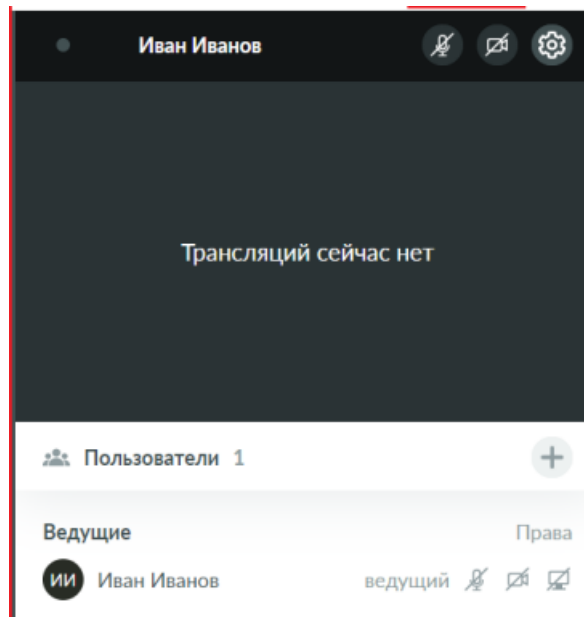 Иван Иванов
Трансляций сейчас нет
Пользователи 1
Ведущие Права
ИИ Иван Иванов ведущий